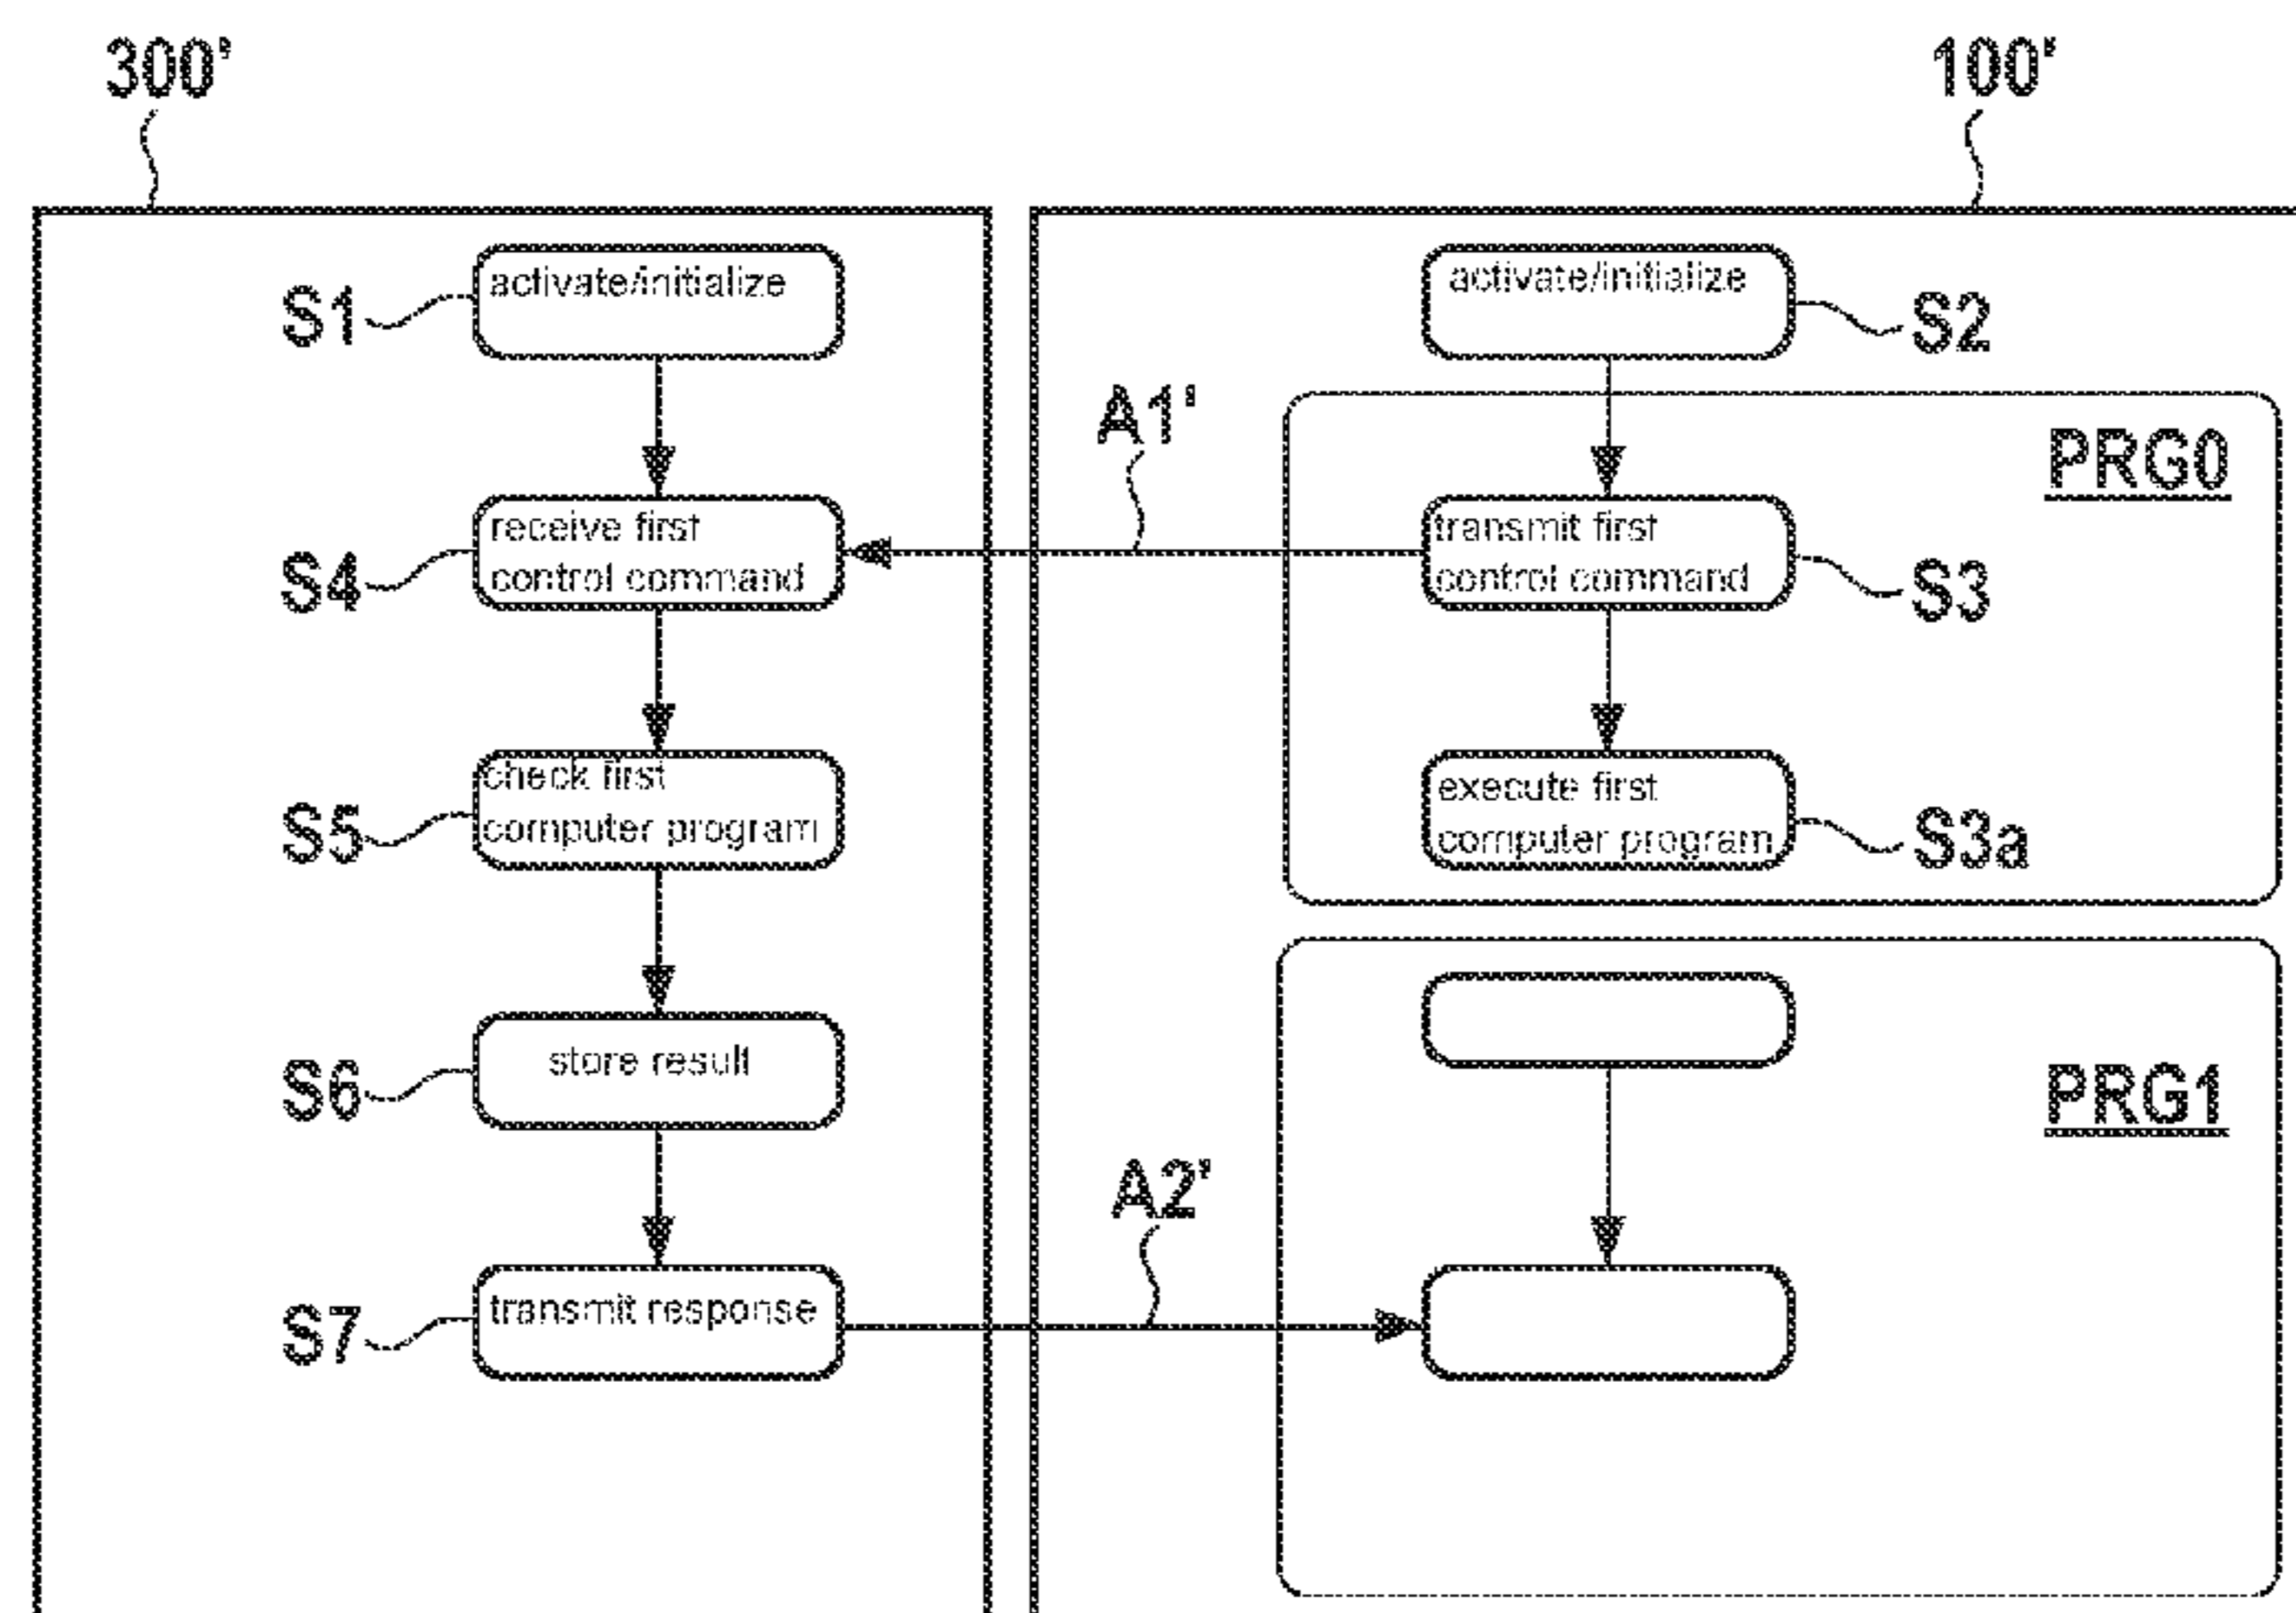 300'
100'
S1
activate/initialize
activate/initialize
S2
A1'
PRG0
S4
receive first
control command
transmit first
control command
S3
S5
check first
computer program
execute first
computer program
S3a
S6
store result
PRG1
A2'
S7
transmit response